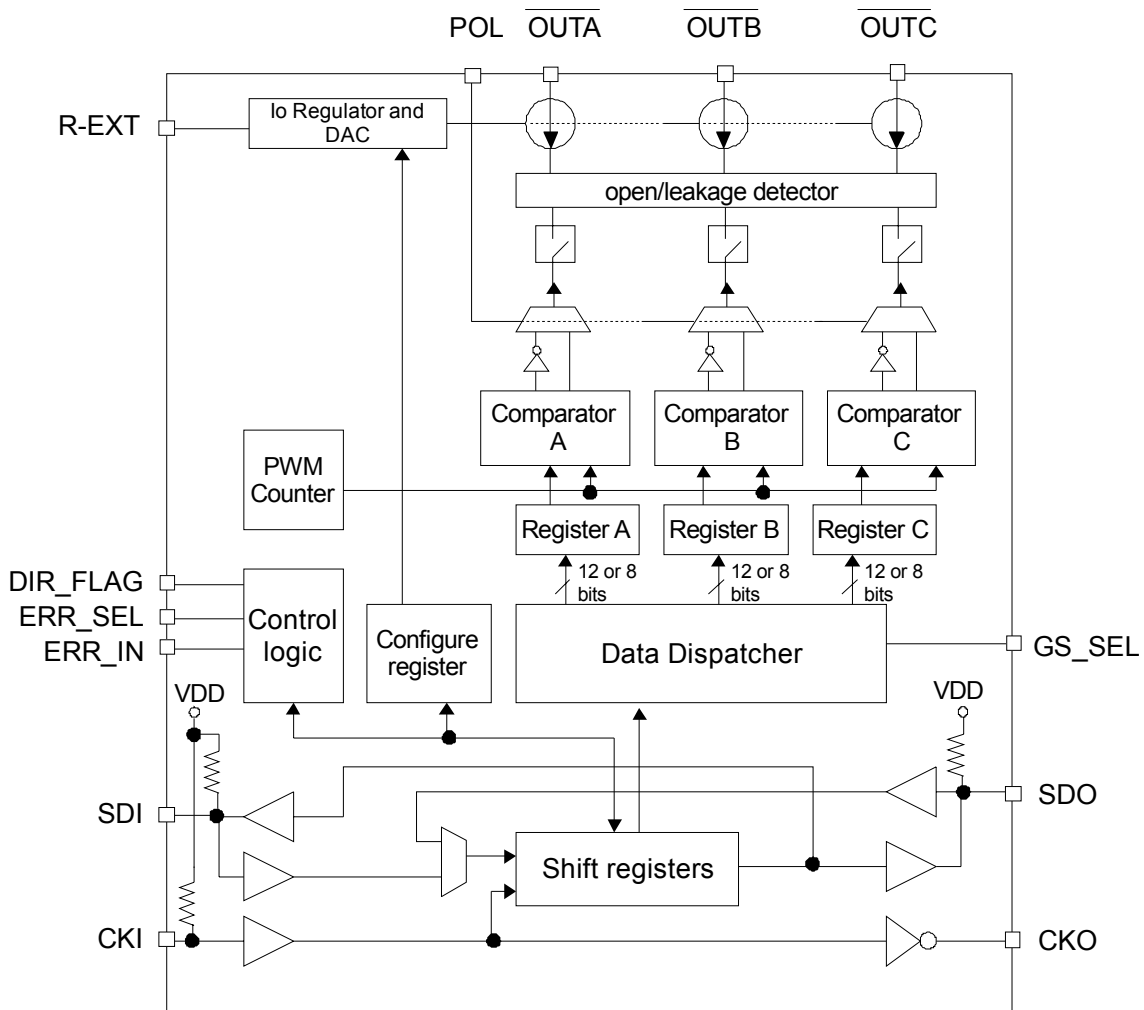 POL OUTA OUTB OUTC
R-EXT
Io Regulator and
DAC
open/leakage detector
Comparator
A
Comparator
B
Comparator
C
PWM
Counter
Register A
Register B
Register C
12 or 8
bits
12 or 8
bits
12 or 8
bits
DIR_FLAG
ERR_SEL
ERR_IN
Control
logic
Configure
register
Data Dispatcher
GS_SEL
VDD
VDD
SDI
SDO
Shift registers
CKI
CKO